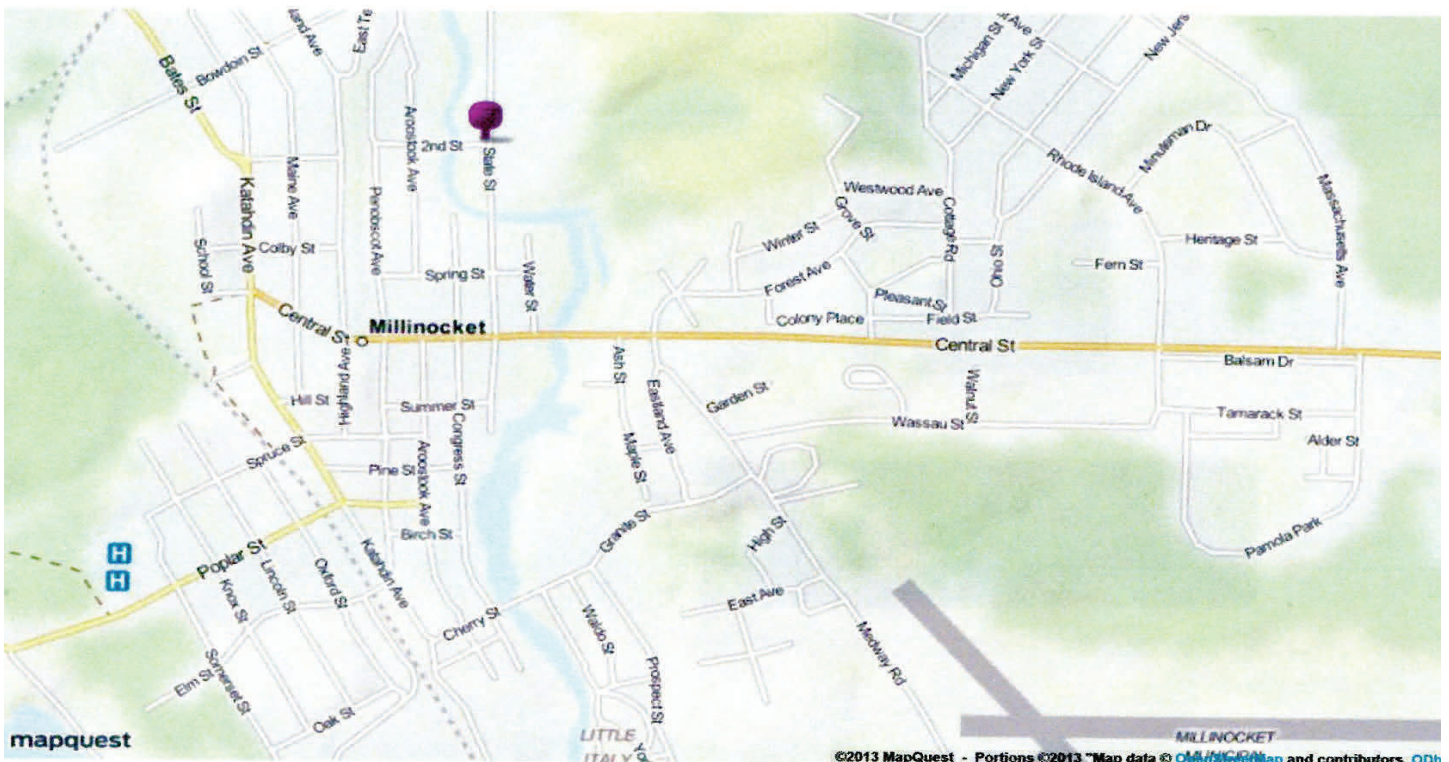 Bates St
Bowdoin St
land Ave
East Te
Aroostook Ave
2nd St
State St
Michigan St
New York St
New Jers
Minuteman Dr
Rhode Island Ave
Massachusetts Ave
Katahdin Ave
Maine Ave
Penobscot Ave
Westwood Ave
Grove St
Cottage Rd
Winter St
Ohio St
Heritage St
School St
Colby St
Spring St
Water St
Forest Ave
Pleasant St
Fern St
Colony Place
Field St
Central St
Millinocket
Central St
Balsam Dr
Highland Ave
Ash St
Eastland Ave
Garden St
Walnut St
Hill St
Summer St
Congress St
Wassau St
Tamarack St
Alder St
Spruce St
Pine St
Aroostook Ave
Maple St
Birch St
Granite St
High St
Pamola Park
H
H
Poplar St
Knox St
Lincoln St
Oxford St
Katahdin Ave
Cherry St
Waldo St
East Ave
Medway Rd
Prospect St
Elm St
Somerset St
Oak St
mapquest
LITTLE
ITALY
MILLINOCKET
MUNICIPAL
©2013 MapQuest - Portions ©2013 "Map data © OpenStreetMap and contributors, ODb